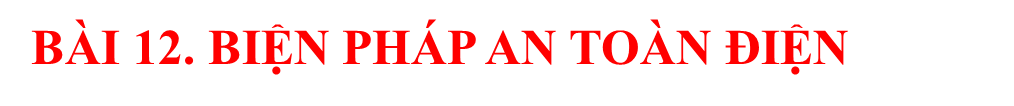 BÀI 12. BIỆN PHÁP AN TOÀN ĐIỆN